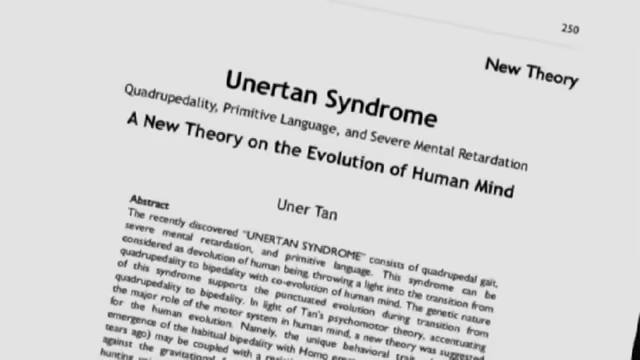 250
New Theory
Unertan Syndrome
Quadrupedality, Primitive Language, and Severe Mental Retardation
A New Theory on the Evolution of Human Mind
Uner Tan
Abstract
The recently discovered "UNERTAN SYNDROME" consists of quadrupedal gait,
severe mental retardation, and primitive language. This syndrome can be
considered as devolution of human being, throwing a light into the transition from
quadrupedality to bipedality with co-evolution of human mind. The genetic nature
of this syndrome supports the punctuated evolution during transition from
quadrupedality to bipedality. In light of Tan's psychomotor theory, accentuating
the major role of the motor system in human mind, a new theory was suggested
for the human evolution. Namely, the unique behavioral trait
emergence of the habitual bipedality with Homo
years ago) may be coupled with a
against the gravitational
hunting